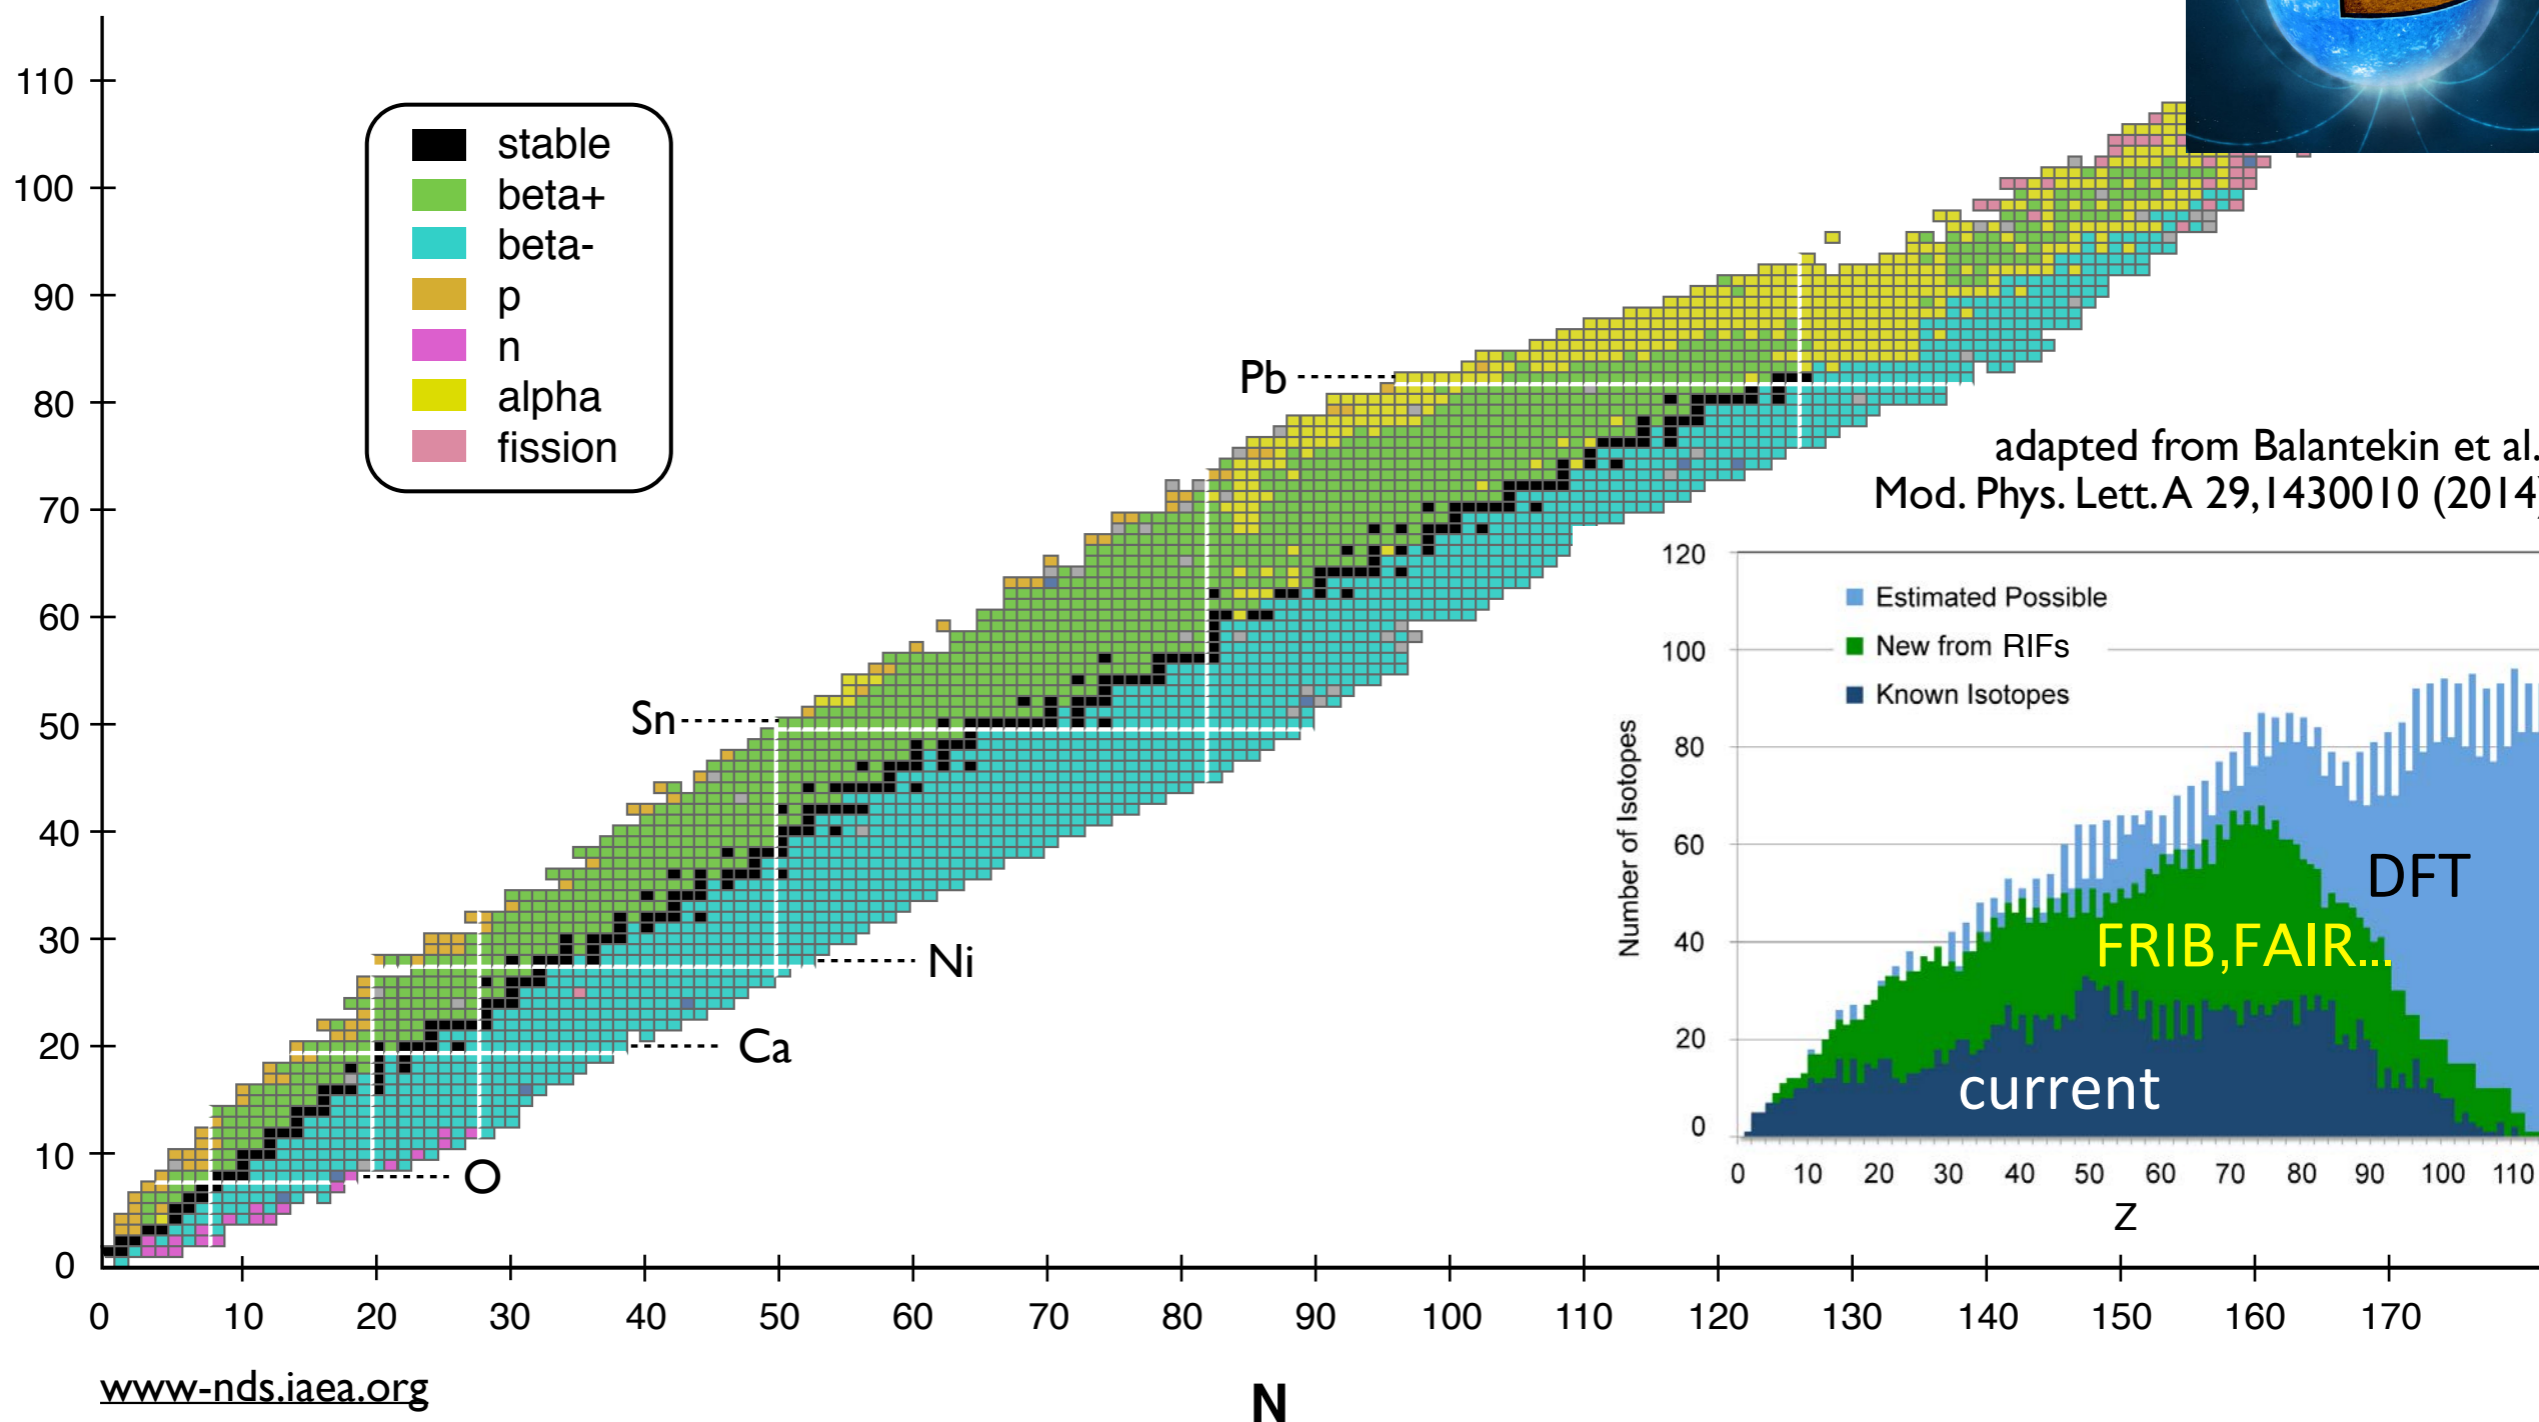 110
100
90
80
70
60
50
40
30
20
10
0
stable
beta+
beta-
p
n
alpha
fission
Pb
Sn
Ni
Ca
O
adapted from Balantekin et al.
Mod. Phys. Lett. A 29,1430010 (2014)
120
100
80
60
40
20
0
Number of Isotopes
Estimated Possible
New from RIFs
Known Isotopes
DFT
FRIB,FAIR...
current
0 10 20 30 40 50 60 70 80 90 100 110
Z
0 10 20 30 40 50 60 70 80 90 100 110 120 130 140 150 160 170
www-nds.iaea.org
N